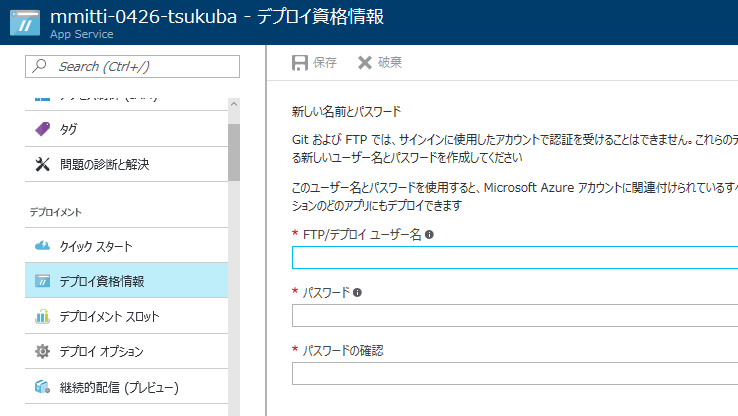 mmitti-0426-tsukuba - デプロイ資格情報
App Service
Search (Ctrl+/)
タグ
問題の診断と解決
デプロイメント
クイック スタート
デプロイ資格情報
デプロイメント スロット
デプロイ オプション
継続的配信 (プレビュー)
保存 破棄
新しい名前とパスワード
Git および FTP では、サインインに使用したアカウントで認証を受けることはできません。これらのデ
る新しいユーザー名とパスワードを作成してください
このユーザー名とパスワードを使用すると、Microsoft Azure アカウントに関連付けられているすべ
ションのどのアプリにもデプロイできます
* FTP/デプロイ ユーザー名
* パスワード
* パスワードの確認